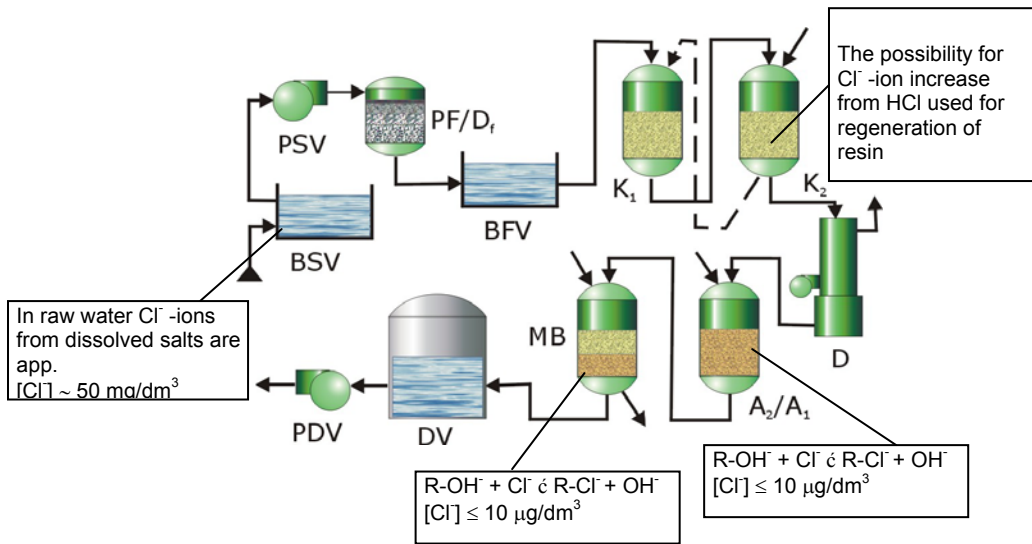 The possibility for
Cl⁻ -ion increase
from HCl used for
regeneration of
resin
PSV
PF/D_f
K₁
K₂
BSV
BFV
In raw water Cl⁻ -ions
from dissolved salts are
app.
[Cl⁻] ~ 50 mg/dm³
MB
D
PDV
DV
A₂/A₁
R-OH⁻ + Cl⁻ ć R-Cl⁻ + OH⁻
[Cl⁻] ≤ 10 μg/dm³
R-OH⁻ + Cl⁻ ć R-Cl⁻ + OH⁻
[Cl⁻] ≤ 10 μg/dm³